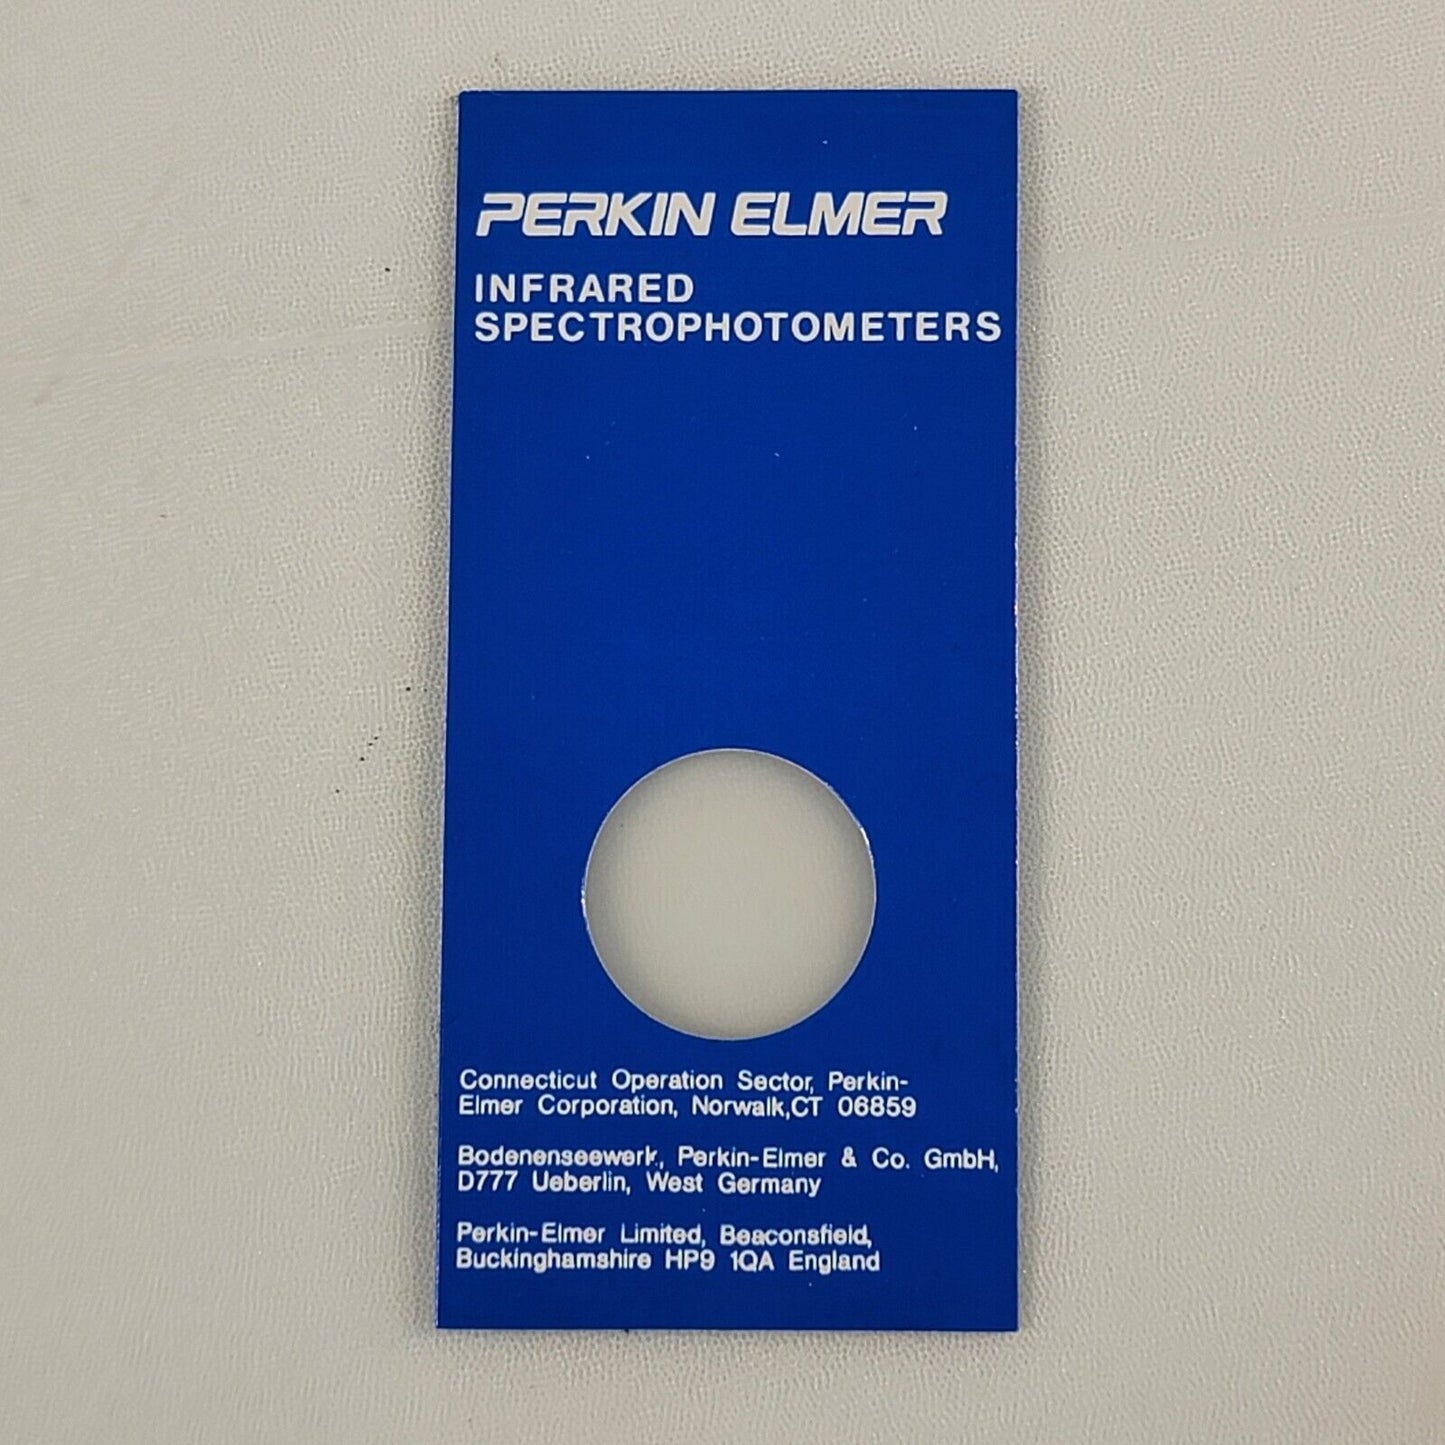 PERKIN ELMER
INFRARED
SPECTROPHOTOMETERS
Connecticut Operation Sector, Perkin-
Elmer Corporation, Norwalk,CT 06859
Bodenenseewerk, Perkin-Elmer & Co. GmbH,
D777 Ueberlin, West Germany
Perkin-Elmer Limited, Beaconsfield,
Buckinghamshire HP9 1QA England